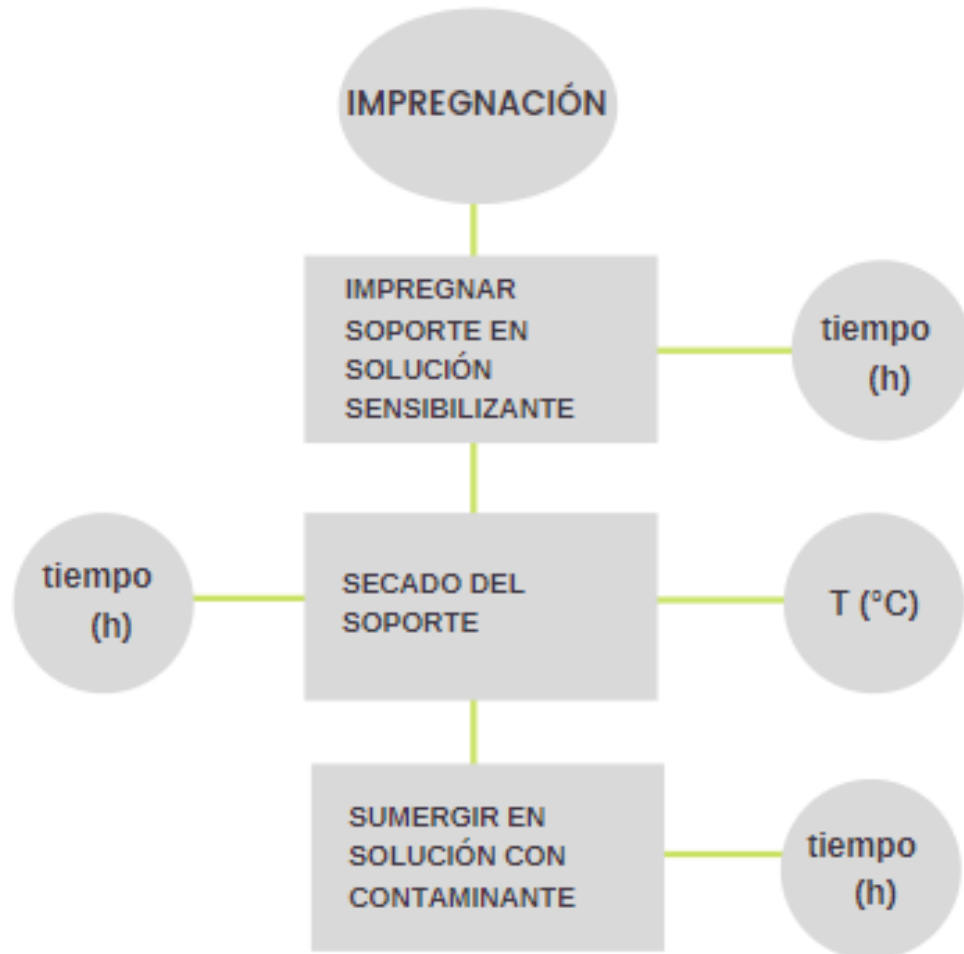 IMPREGNACIÓN
IMPREGNAR
SOPORTE EN
SOLUCIÓN
SENSIBILIZANTE
tiempo
(h)
tiempo
(h)
SECADO DEL
SOPORTE
T (°C)
SUMERGIR EN
SOLUCIÓN CON
CONTAMINANTE
tiempo
(h)